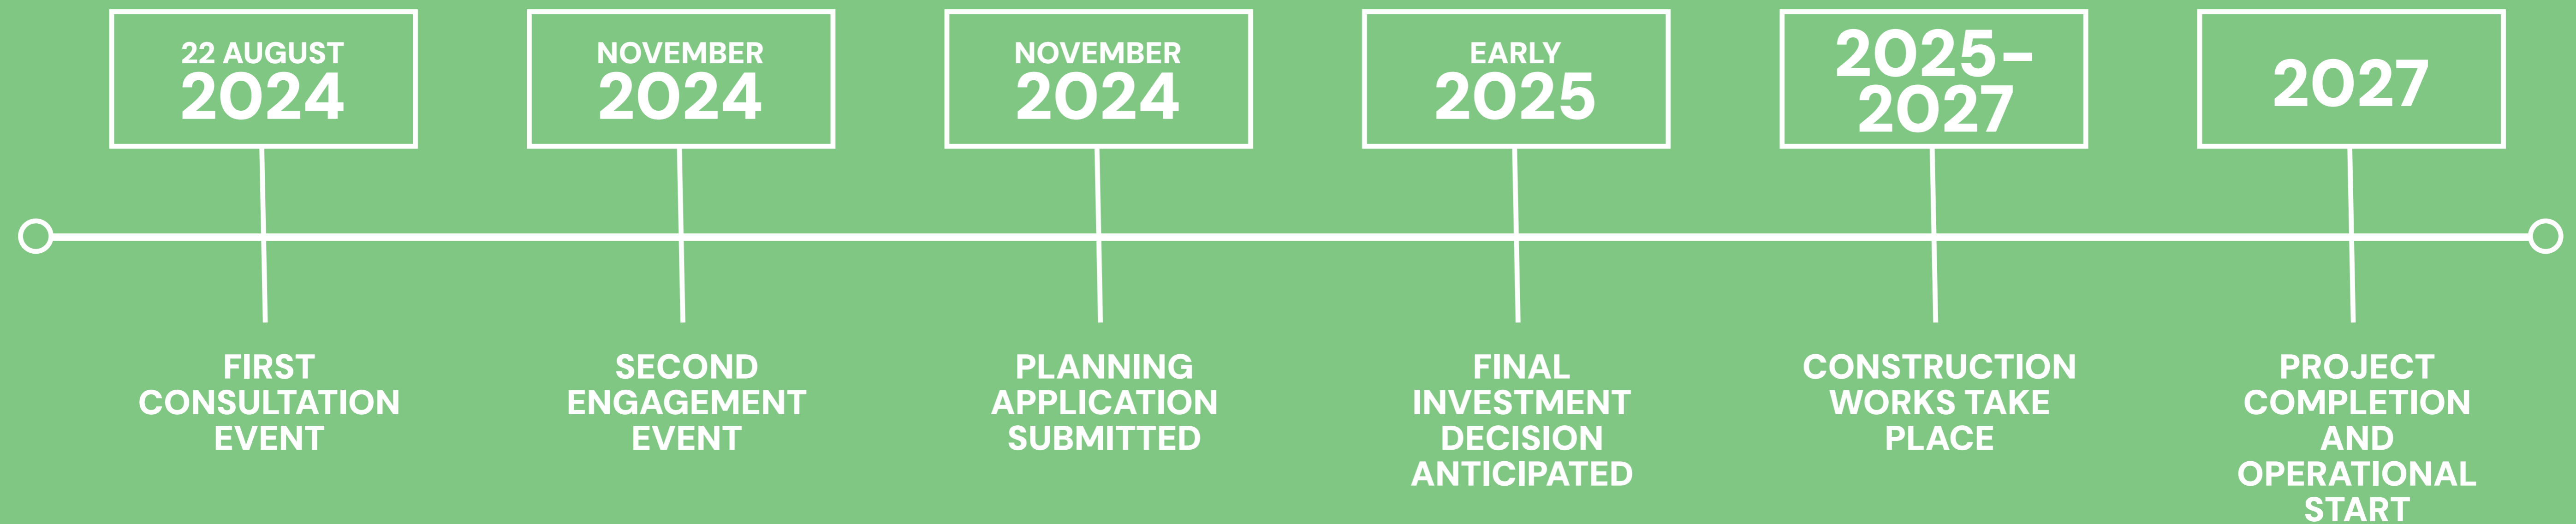 22 AUGUST
2024
FIRST
CONSULTATION
EVENT
NOVEMBER
2024
SECOND
ENGAGEMENT
EVENT
NOVEMBER
2024
PLANNING
APPLICATION
SUBMITTED
EARLY
2025
FINAL
INVESTMENT
DECISION
ANTICIPATED
2025–
2027
CONSTRUCTION
WORKS TAKE
PLACE
2027
PROJECT
COMPLETION
AND
OPERATIONAL
START